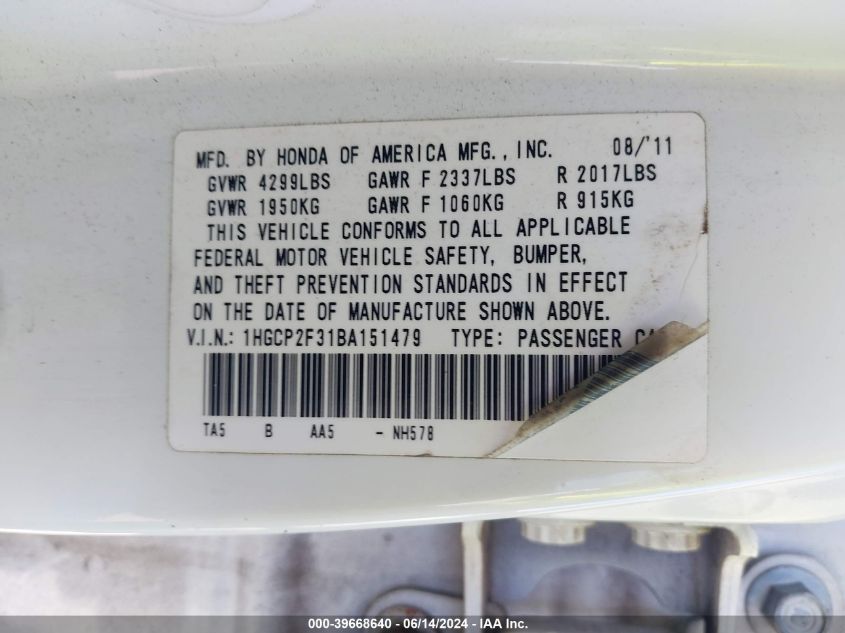 MFD. BY HONDA OF AMERICA MFG., INC. 08/'11
GVWR 4299LBS GAWR F 2337LBS R 2017LBS
GVWR 1950KG GAWR F 1060KG R 915KG
THIS VEHICLE CONFORMS TO ALL APPLICABLE
FEDERAL MOTOR VEHICLE SAFETY, BUMPER,
AND THEFT PREVENTION STANDARDS IN EFFECT
ON THE DATE OF MANUFACTURE SHOWN ABOVE.
V.I.N.: 1HGCP2F31BA151479 TYPE: PASSENGER
TA5 B AA5 - NH578
000-39668640 - 06/14/2024 - IAA Inc.